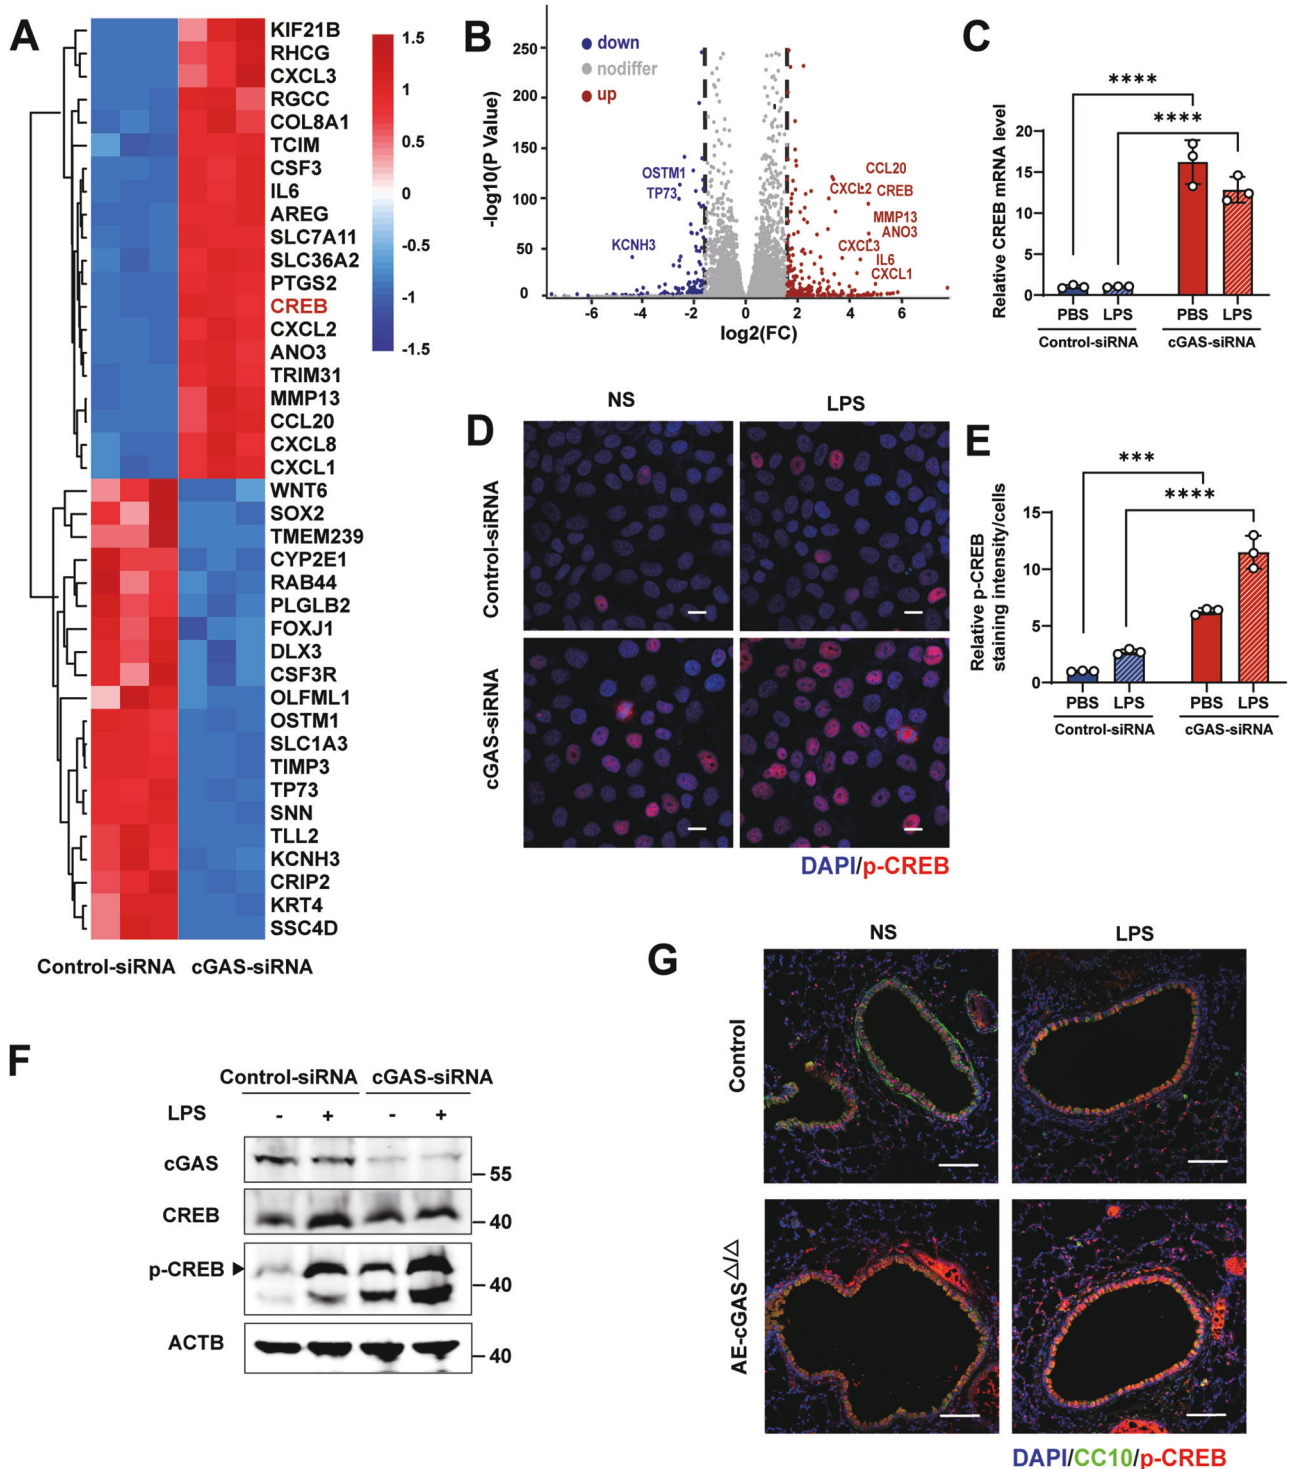 A
KIF21B
RHCG
CXCL3
RGCC
COL8A1
TCIM
CSF3
IL6
AREG
SLC7A11
SLC36A2
PTGS2
CREB
CXCL2
ANO3
TRIM31
MMP13
CCL20
CXCL8
CXCL1
WNT6
SOX2
TMEM239
CYP2E1
RAB44
PLGLB2
FOXJ1
DLX3
CSF3R
OLFML1
OSTM1
SLC1A3
TIMP3
TP73
SNN
TLL2
KCNH3
CRIP2
KRT4
SSC4D
Control-siRNA cGAS-siRNA
1.5
1
0.5
0
-0.5
-1
-1.5
B
-log10(P Value)
250
200
150
100
50
0
down
nodiffer
up
OSTM1
TP73
KCNH3
CCL20
CXCL2 CREB
MMP13
ANO3
CXCL3
IL6
CXCL1
-6 -4 -2 0 2 4 6
log2(FC)
C
Relative CREB mRNA level
20
15
10
5
0
****
****
PBS LPS PBS LPS
Control-siRNA cGAS-siRNA
D
NS LPS
Control-siRNA
cGAS-siRNA
DAPI/p-CREB
E
Relative p-CREB
staining intensity/cells
15
10
5
0
***
****
PBS LPS PBS LPS
Control-siRNA cGAS-siRNA
F
Control-siRNA cGAS-siRNA
LPS - + - +
cGAS 55
CREB 40
p-CREB 40
ACTB 40
G
NS LPS
Control
AE-cGAS△/△
DAPI/CC10/p-CREB